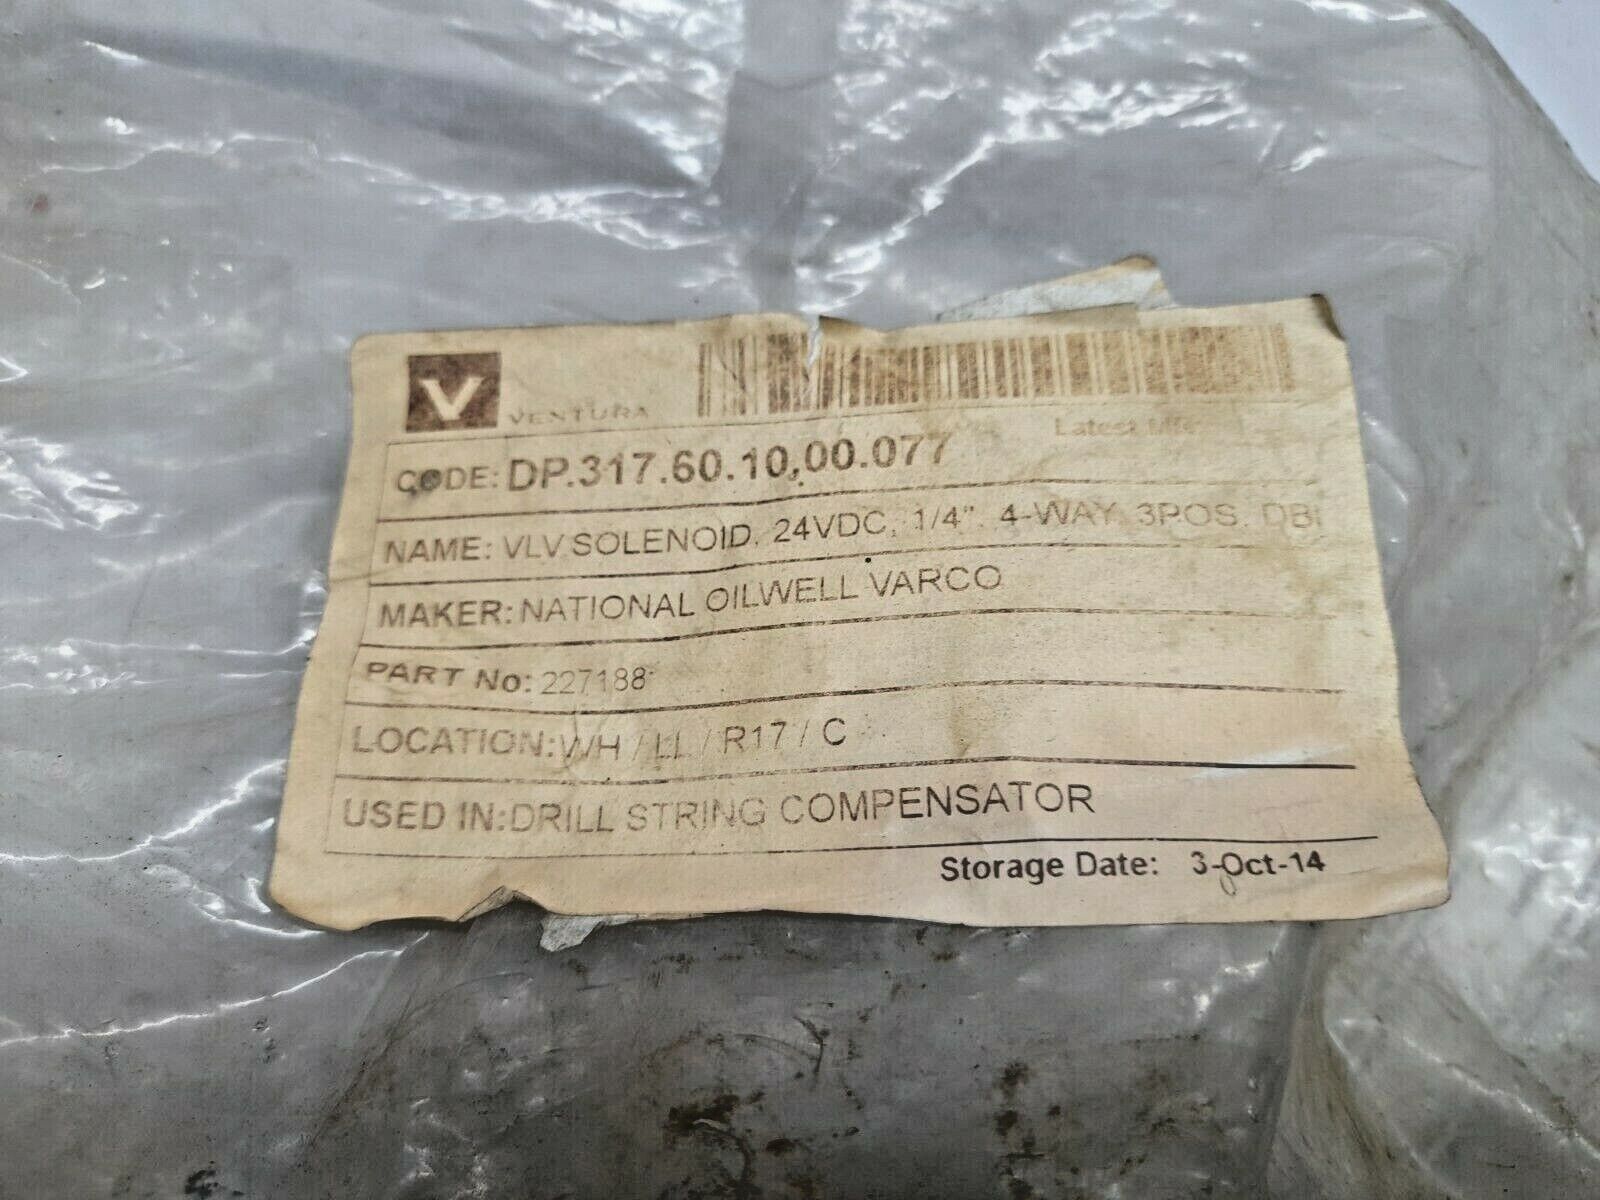 V
VENTURA
CODE: DP.317.60.10.00.077
NAME: VLV SOLENOID, 24VDC, 1/4", 4-WAY, 3POS, DBL
MAKER: NATIONAL OILWELL VARCO
PART No: 227188
LOCATION: WH / LL / R17 / C
USED IN: DRILL STRING COMPENSATOR
Storage Date: 3-Oct-14